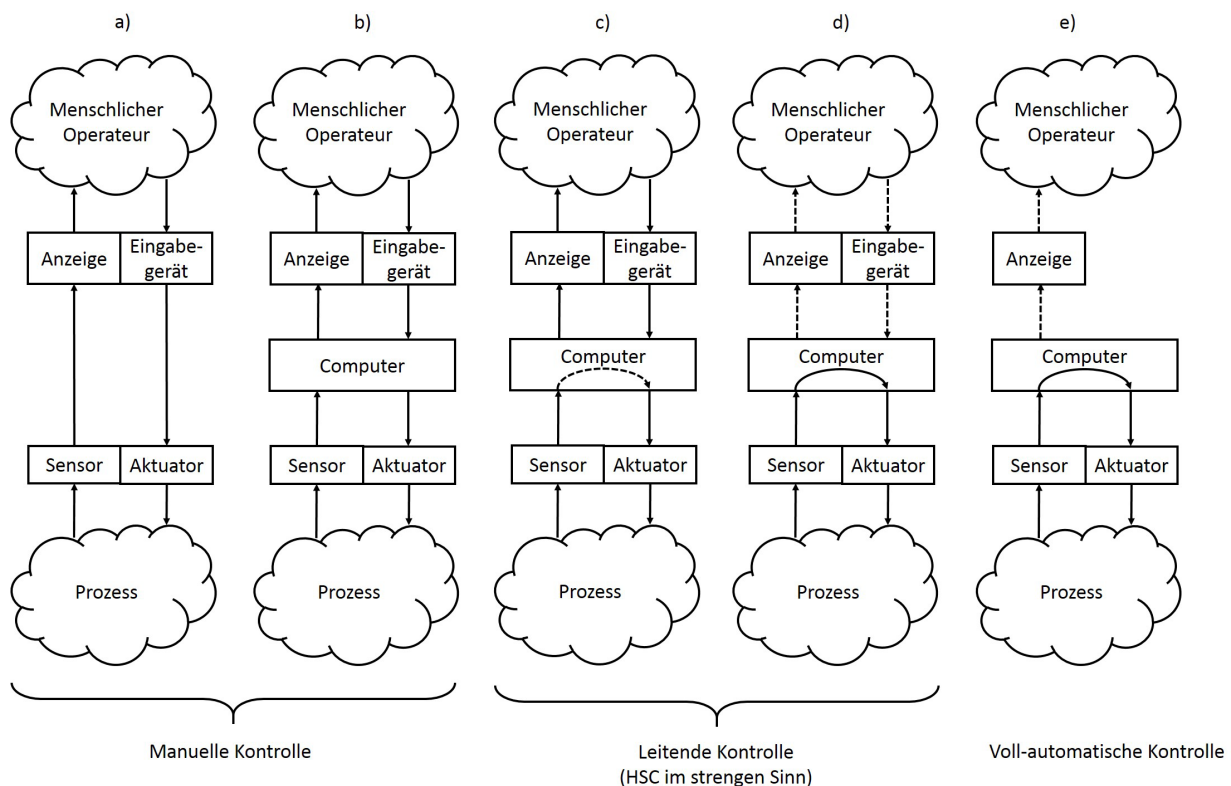 a)
b)
c)
d)
e)
Menschlicher
Operateur
Menschlicher
Operateur
Menschlicher
Operateur
Menschlicher
Operateur
Menschlicher
Operateur
Anzeige
Eingabe-
gerät
Anzeige
Eingabe-
gerät
Anzeige
Eingabe-
gerät
Anzeige
Eingabe-
gerät
Anzeige
Computer
Computer
Computer
Computer
Sensor
Aktuator
Sensor
Aktuator
Sensor
Aktuator
Sensor
Aktuator
Sensor
Aktuator
Prozess
Prozess
Prozess
Prozess
Prozess
Manuelle Kontrolle
Leitende Kontrolle
(HSC im strengen Sinn)
Voll-automatische Kontrolle